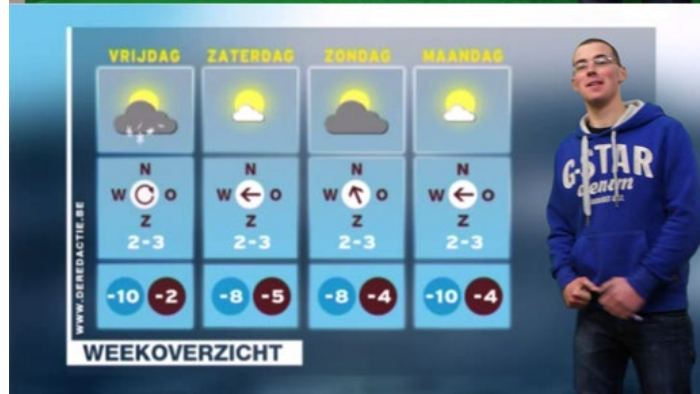 VRIJDAG ZATERDAG ZONDAG MAANDAG
N N N N
W O W O W O W O
Z Z Z Z
2-3 2-3 2-3 2-3
-10 -2 -8 -5 -8 -4 -10 -4
WEEKOVERZICHT
WWW.DEREDACTIE.BE
G-STAR
denim